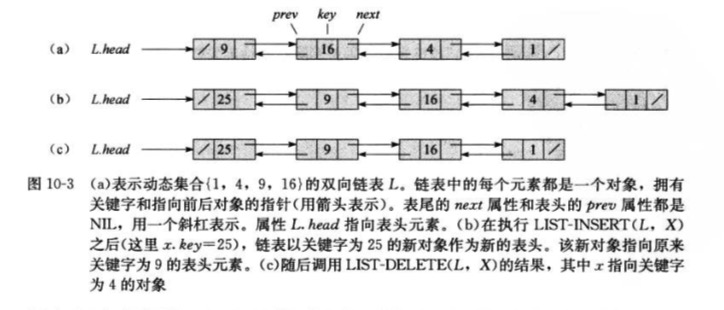 prev key next
(a) L.head / 9 16 4 1 /
(b) L.head / 25 9 16 4 1 /
(c) L.head / 25 9 16 1 /
图 10-3 (a)表示动态集合{1，4，9，16}的双向链表 L。链表中的每个元素都是一个对象，拥有
关键字和指向前后对象的指针(用箭头表示)。表尾的 next 属性和表头的 prev 属性都是
NIL，用一个斜杠表示。属性 L. head 指向表头元素。(b)在执行 LIST-INSERT(L，X)
之后(这里 x. key=25)，链表以关键字为 25 的新对象作为新的表头。该新对象指向原来
关键字为 9 的表头元素。(c)随后调用 LIST-DELETE(L，X)的结果，其中 x 指向关键字
为 4 的对象